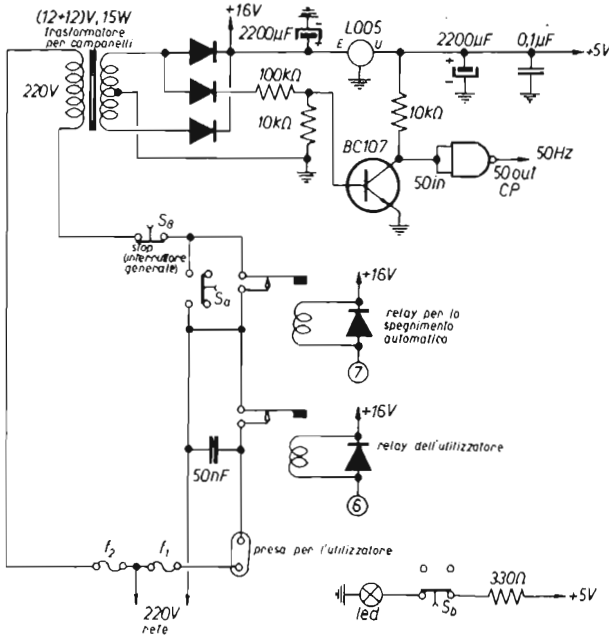 (12+12)V, 15W
trasformatore
per campanelli
220V
+16V
2200µF
+
L005
E
U
2200µF
+
0,1µF
+5V
100kΩ
10kΩ
10kΩ
BC107
50in
50out
CP
50Hz
S8
stop
(interruttore
generale)
Sa
+16V
relay per lo
spegnimento
automatico
7
+16V
relay dell'utilizzatore
6
50nF
presa per l'utilizzatore
f2
f1
220V
rete
led
Sb
330Ω
+5V